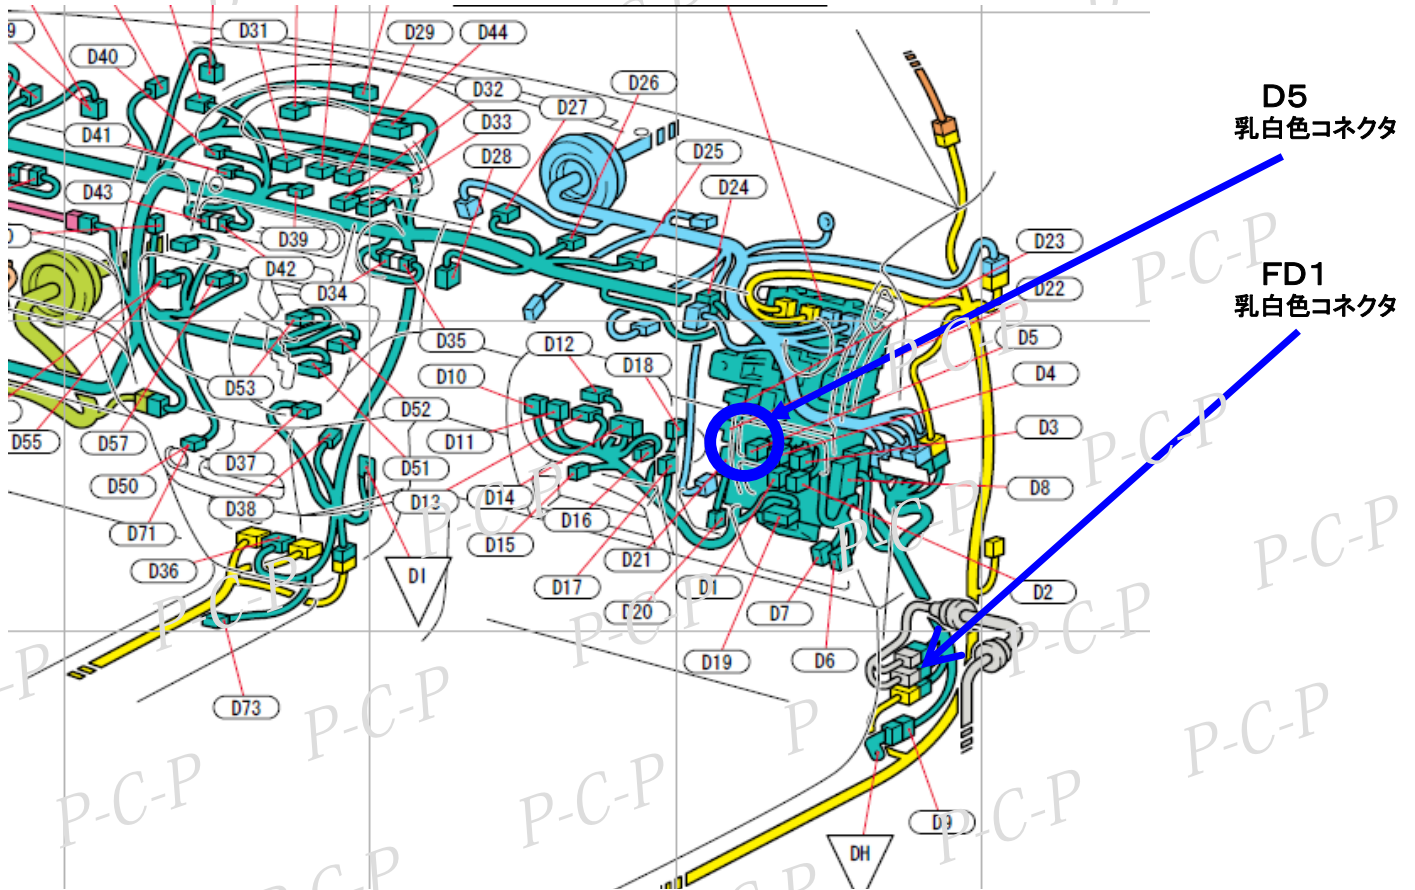 D31
D29
D44
D40
D26
D32
D27
D5
乳白色コネクタ
D33
D41
D28
D25
D24
D43
D39
D23
FD1
乳白色コネクタ
D42
D34
D22
D35
D12
D18
D5
D10
D4
D53
D52
D11
D3
D55
D57
D37
D51
D50
D13
D14
D8
D38
D16
D71
D15
D21
D36
DI
D17
D1
D2
D20
D7
D19
D6
D73
D9
DH
P-C-P
P-C-P
P-C-P
P-C-P
P-C-P
P-C-P
P-C-P
P-C-P
P-C-P
P-C-P
P-C-P
P-C-P
P-C-P
P-C-P